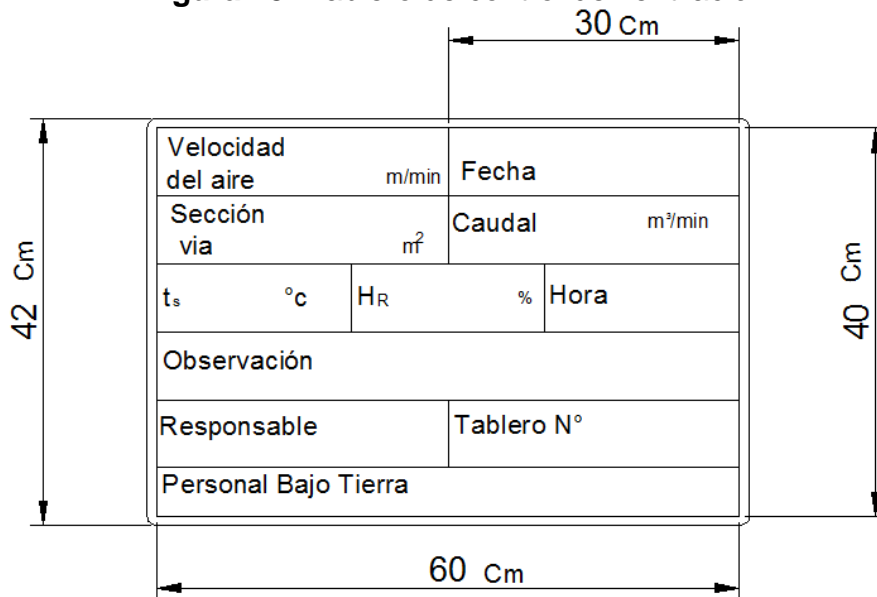 30 Cm
Velocidad
del aire m/min
Fecha
Sección
via m²
Caudal m³/min
ts °c
HR %
Hora
Observación
Responsable
Tablero N°
Personal Bajo Tierra
42 Cm
40 Cm
60 Cm